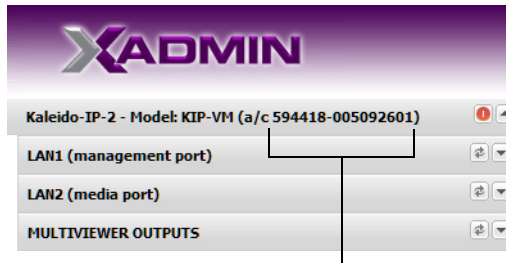 XADMIN
Kaleido-IP-2 - Model: KIP-VM (a/c 594418-005092601)
LAN1 (management port)
LAN2 (media port)
MULTIVIEWER OUTPUTS